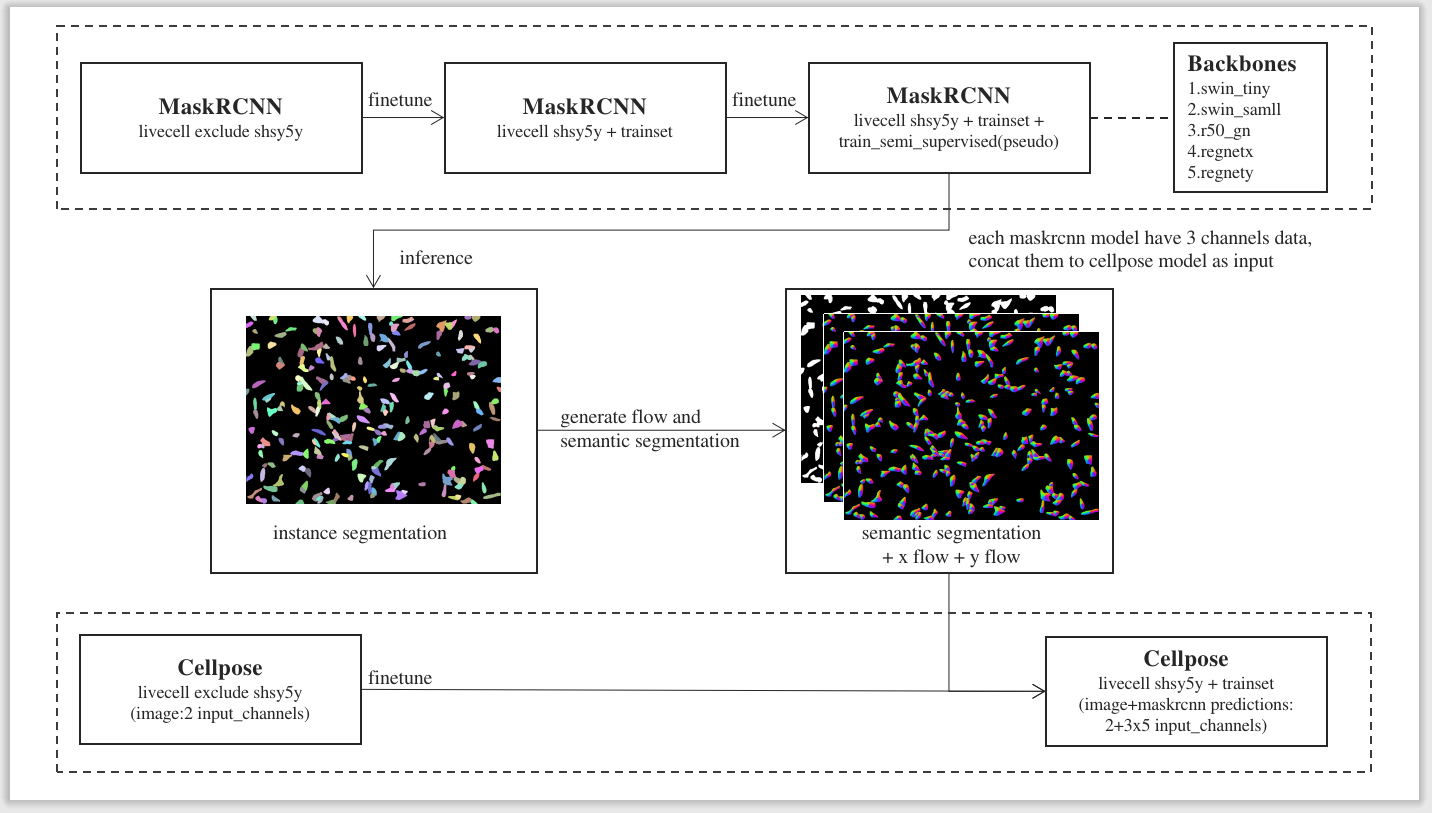 MaskRCNN
livecell exclude shsy5y
finetune
MaskRCNN
livecell shsy5y + trainset
finetune
MaskRCNN
livecell shsy5y + trainset +
train_semi_supervised(pseudo)
Backbones
1.swin_tiny
2.swin_samll
3.r50_gn
4.regnetx
5.regnety
each maskrcnn model have 3 channels data,
concat them to cellpose model as input
inference
instance segmentation
generate flow and
semantic segmentation
semantic segmentation
+ x flow + y flow
Cellpose
livecell exclude shsy5y
(image:2 input_channels)
finetune
Cellpose
livecell shsy5y + trainset
(image+maskrcnn predictions:
2+3x5 input_channels)